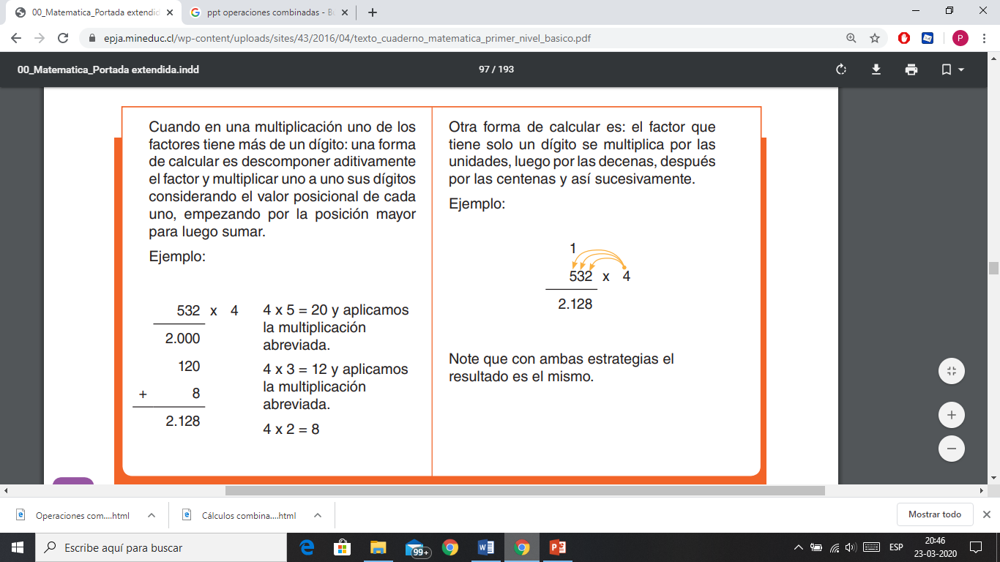 00_Matematica_Portada extendid
ppt operaciones combinadas - Bu
epja.mineduc.cl/wp-content/uploads/sites/43/2016/04/texto_cuaderno_matematica_primer_nivel_basico.pdf
P
00_Matematica_Portada extendida.indd
97 / 193
Cuando en una multiplicación uno de los
factores tiene más de un dígito: una forma
de calcular es descomponer aditivamente
el factor y multiplicar uno a uno sus dígitos
considerando el valor posicional de cada
uno, empezando por la posición mayor
para luego sumar.
Ejemplo:
532 x 4
2.000
120
+ 8
2.128
4 x 5 = 20 y aplicamos
la multiplicación
abreviada.
4 x 3 = 12 y aplicamos
la multiplicación
abreviada.
4 x 2 = 8
Otra forma de calcular es: el factor que
tiene solo un dígito se multiplica por las
unidades, luego por las decenas, después
por las centenas y así sucesivamente.
Ejemplo:
1
532 x 4
2.128
Note que con ambas estrategias el
resultado es el mismo.
Operaciones com....html
Cálculos combina....html
Mostrar todo
Escribe aquí para buscar
99+
ESP
20:46
23-03-2020